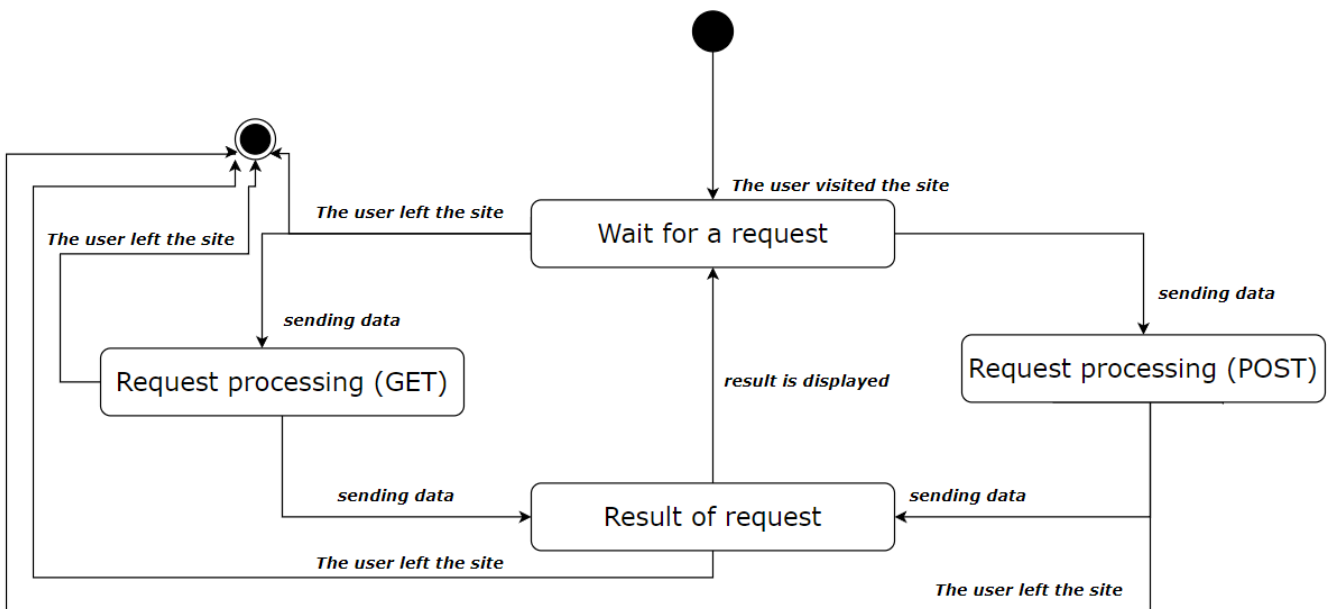 The user visited the site
The user left the site
Wait for a request
The user left the site
sending data
sending data
Request processing (GET)
Request processing (POST)
result is displayed
sending data
sending data
Result of request
The user left the site
The user left the site